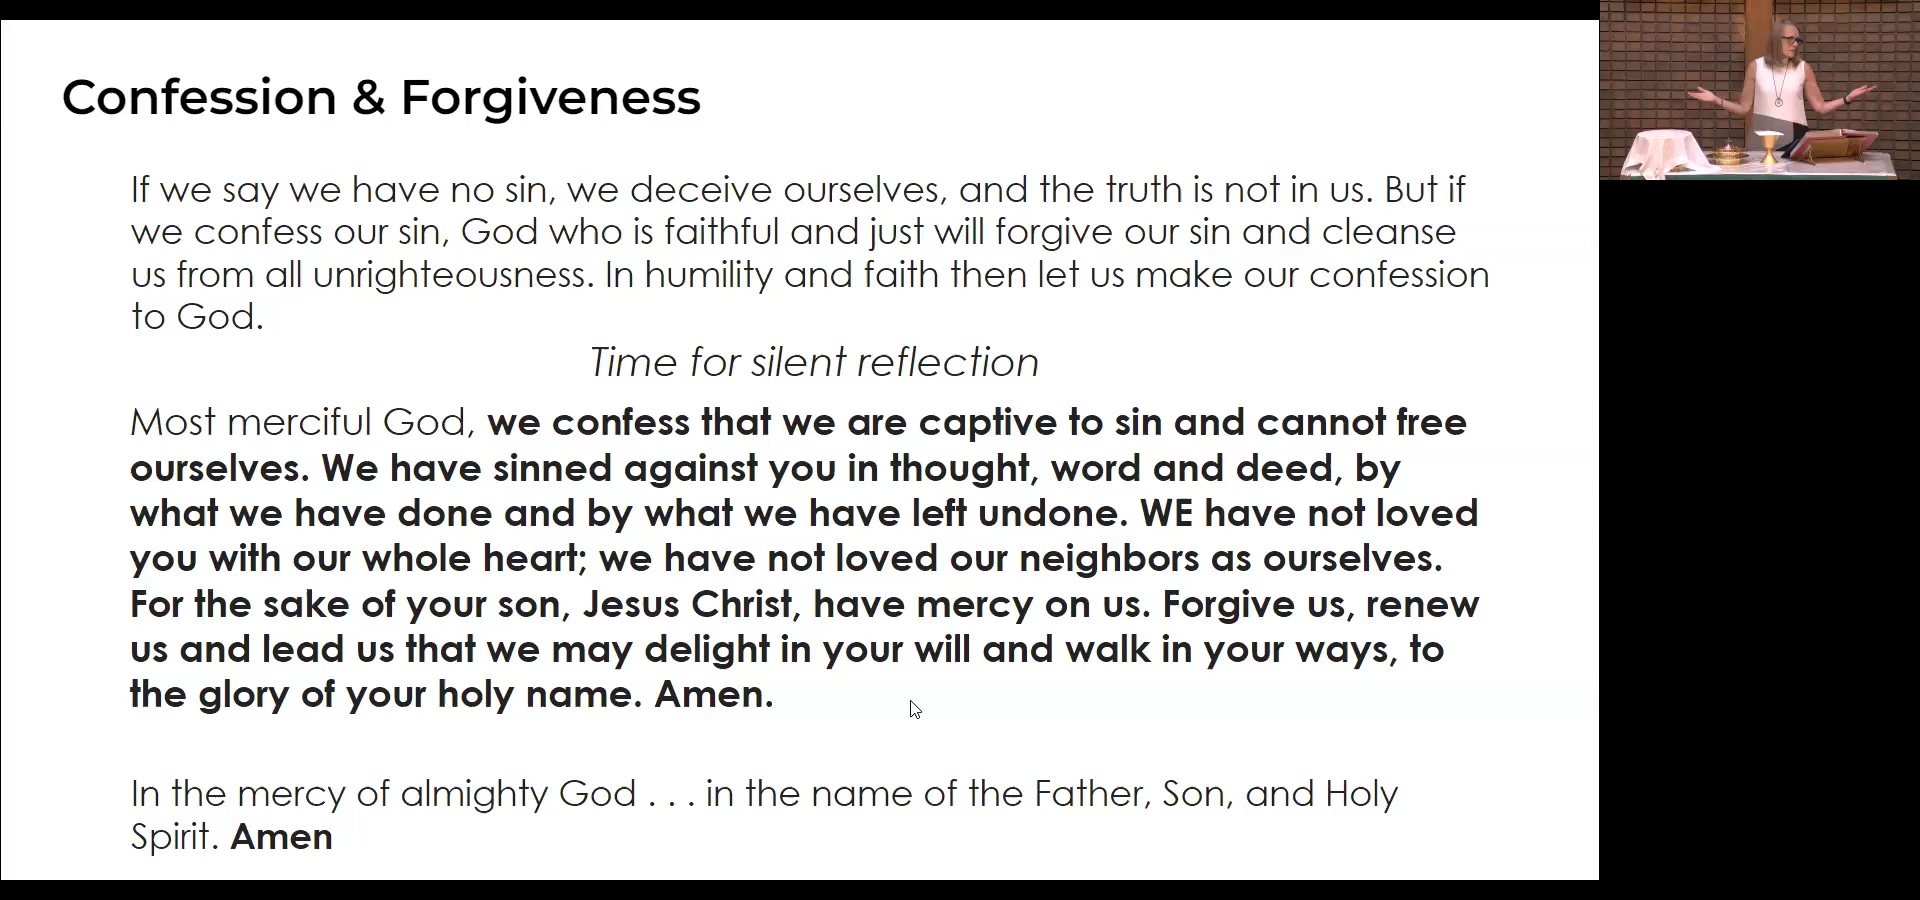 Confession & Forgiveness
If we say we have no sin, we deceive ourselves, and the truth is not in us. But if
we confess our sin, God who is faithful and just will forgive our sin and cleanse
us from all unrighteousness. In humility and faith then let us make our confession
to God.
Time for silent reflection
Most merciful God, we confess that we are captive to sin and cannot free
ourselves. We have sinned against you in thought, word and deed, by
what we have done and by what we have left undone. WE have not loved
you with our whole heart; we have not loved our neighbors as ourselves.
For the sake of your son, Jesus Christ, have mercy on us. Forgive us, renew
us and lead us that we may delight in your will and walk in your ways, to
the glory of your holy name. Amen.
In the mercy of almighty God . . . in the name of the Father, Son, and Holy
Spirit. Amen